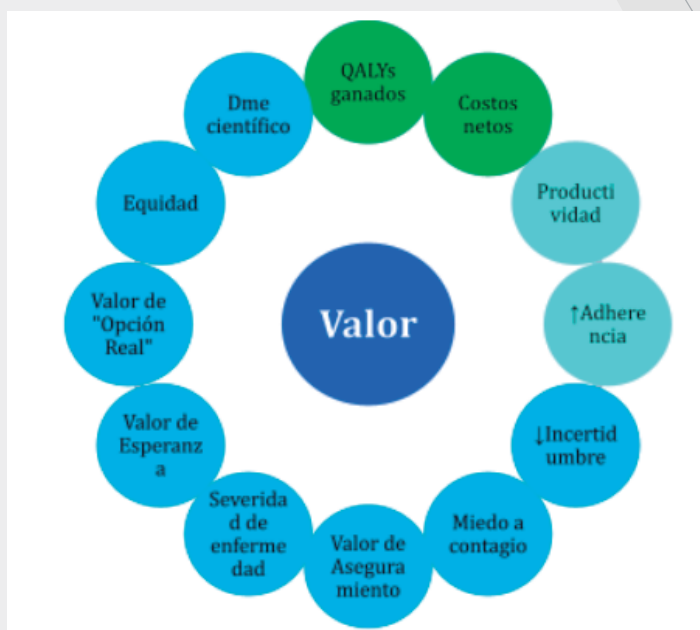 QALYs
ganados
Costos
netos
Producti
vidad
↑Adhere
ncia
↓Incertid
umbre
Miedo a
contagio
Valor de
Asegura
miento
Severida
d de
enferme
dad
Valor de
Esperanz
a
Valor de
"Opción
Real"
Equidad
Dme
científico
Valor